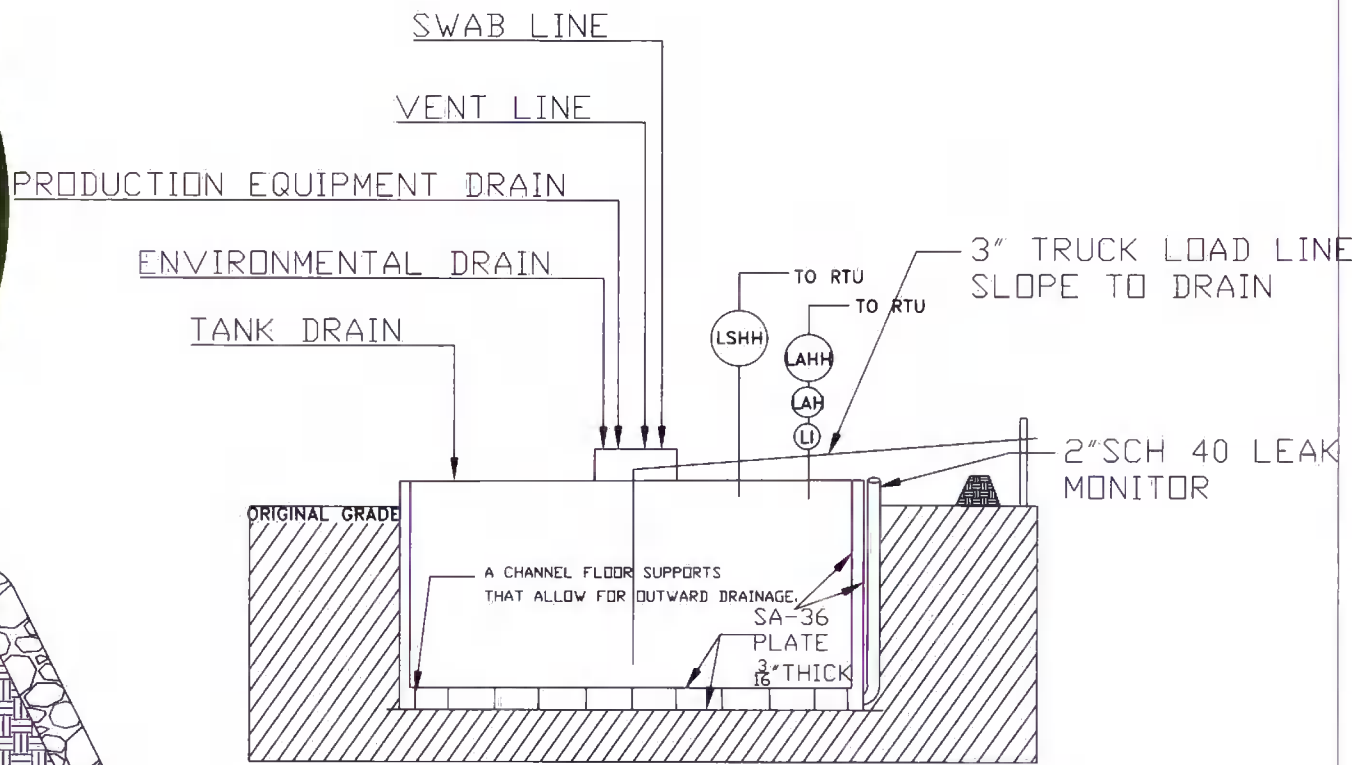 SWAB LINE
VENT LINE
PRODUCTION EQUIPMENT DRAIN
ENVIRONMENTAL DRAIN
TANK DRAIN
TO RTU
TO RTU
3" TRUCK LOAD LINE
SLOPE TO DRAIN
LSHH
LAHH
LAH
LI
2"SCH 40 LEAK
MONITOR
ORIGINAL GRADE
A CHANNEL FLOOR SUPPORTS
THAT ALLOW FOR OUTWARD DRAINAGE.
SA-36
PLATE
3/16" THICK